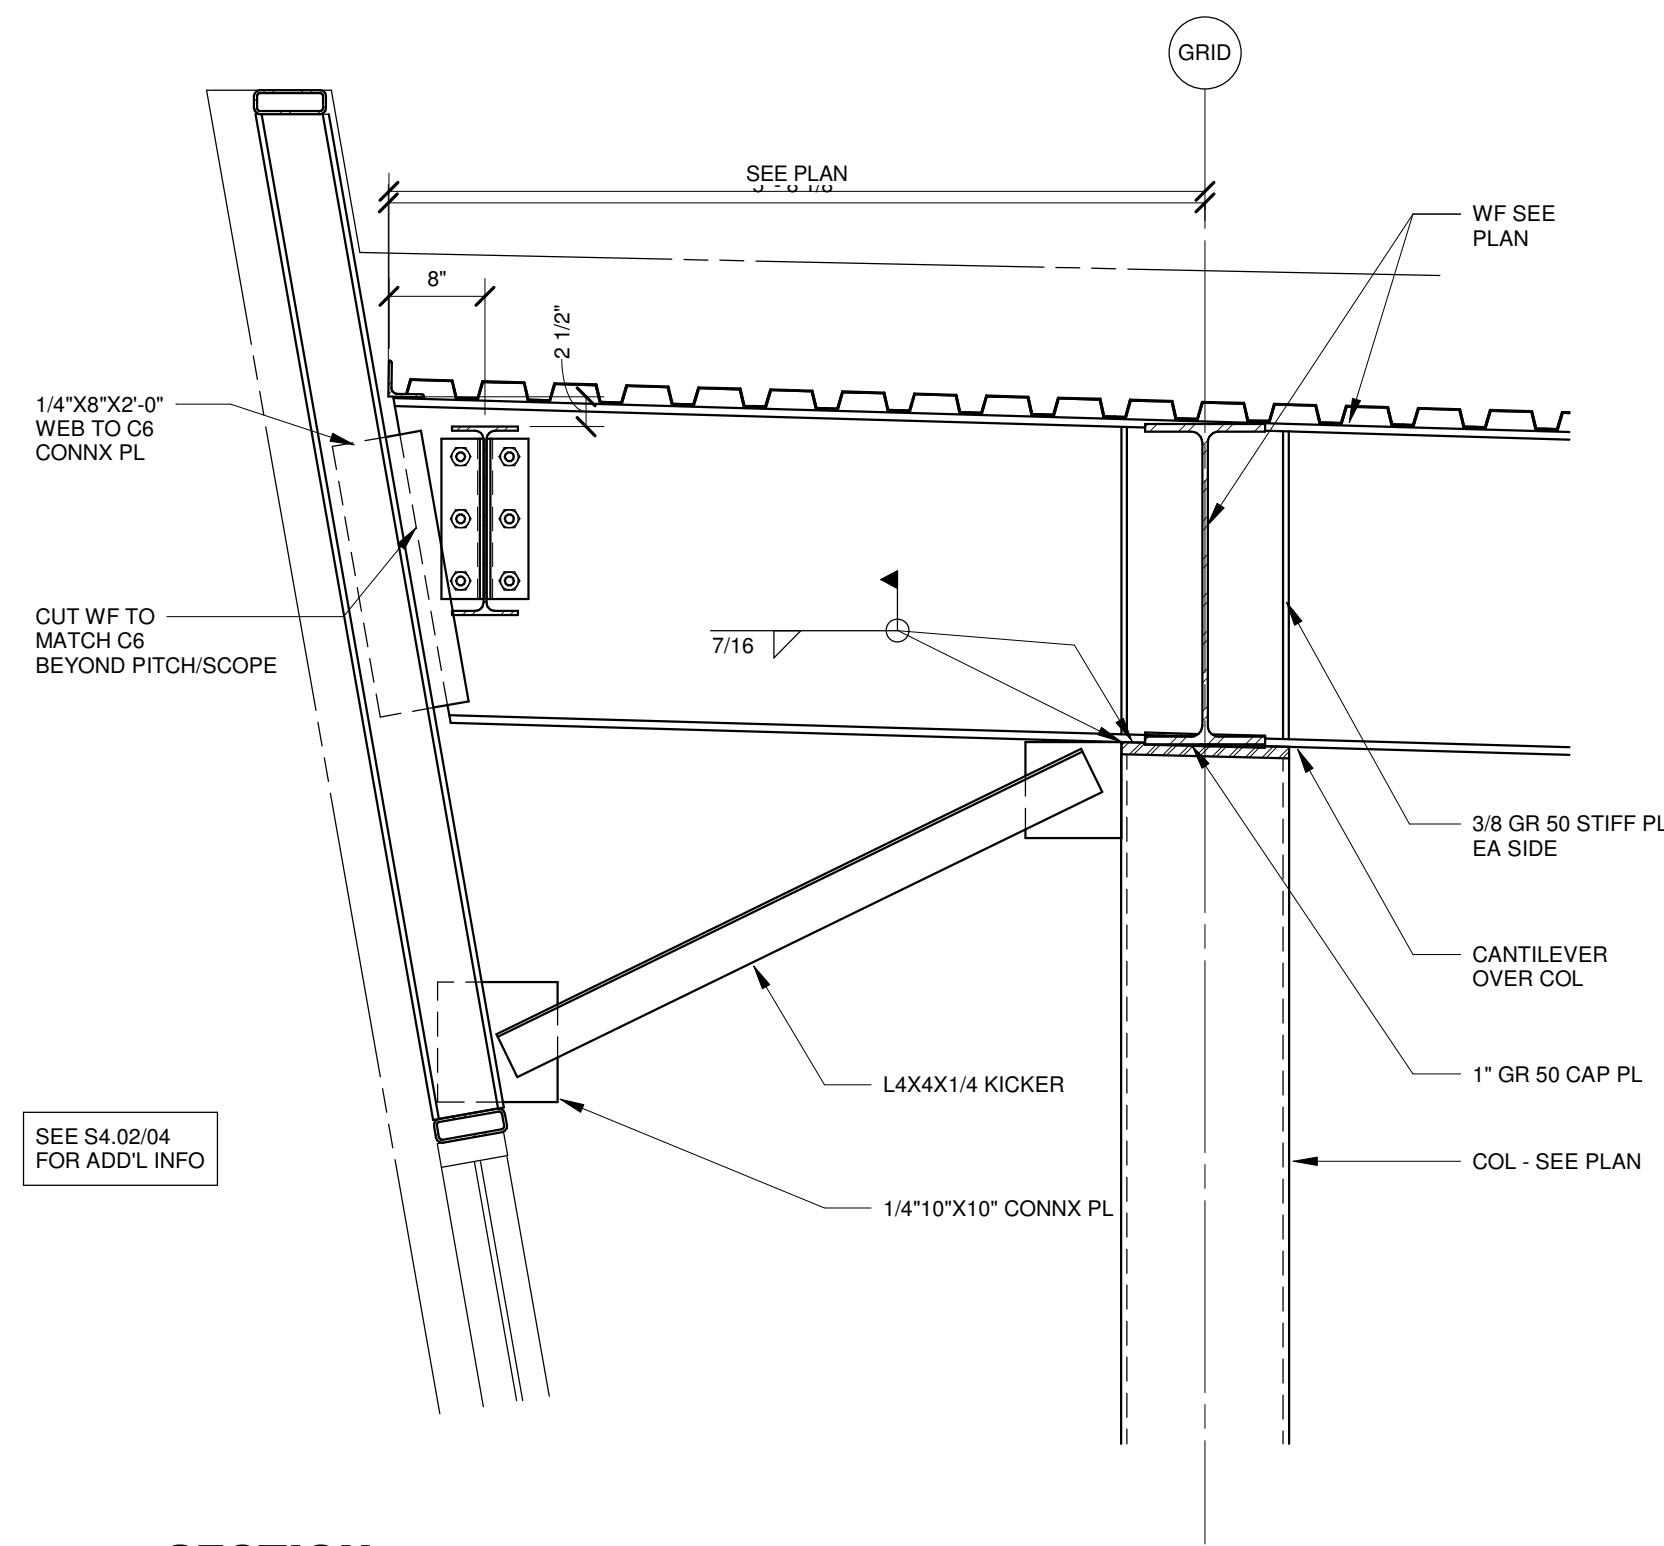 GRID
SEE PLAN
WF SEE
PLAN
8"
2 1/2"
1/4"X8"X2'-0"
WEB TO C6
CONNX PL
CUT WF TO
MATCH C6
BEYOND PITCH/SCOPE
7/16
3/8 GR 50 STIFF PL
EA SIDE
CANTILEVER
OVER COL
1" GR 50 CAP PL
L4X4X1/4 KICKER
SEE S4.02/04
FOR ADD'L INFO
COL - SEE PLAN
1/4"10"X10" CONNX PL